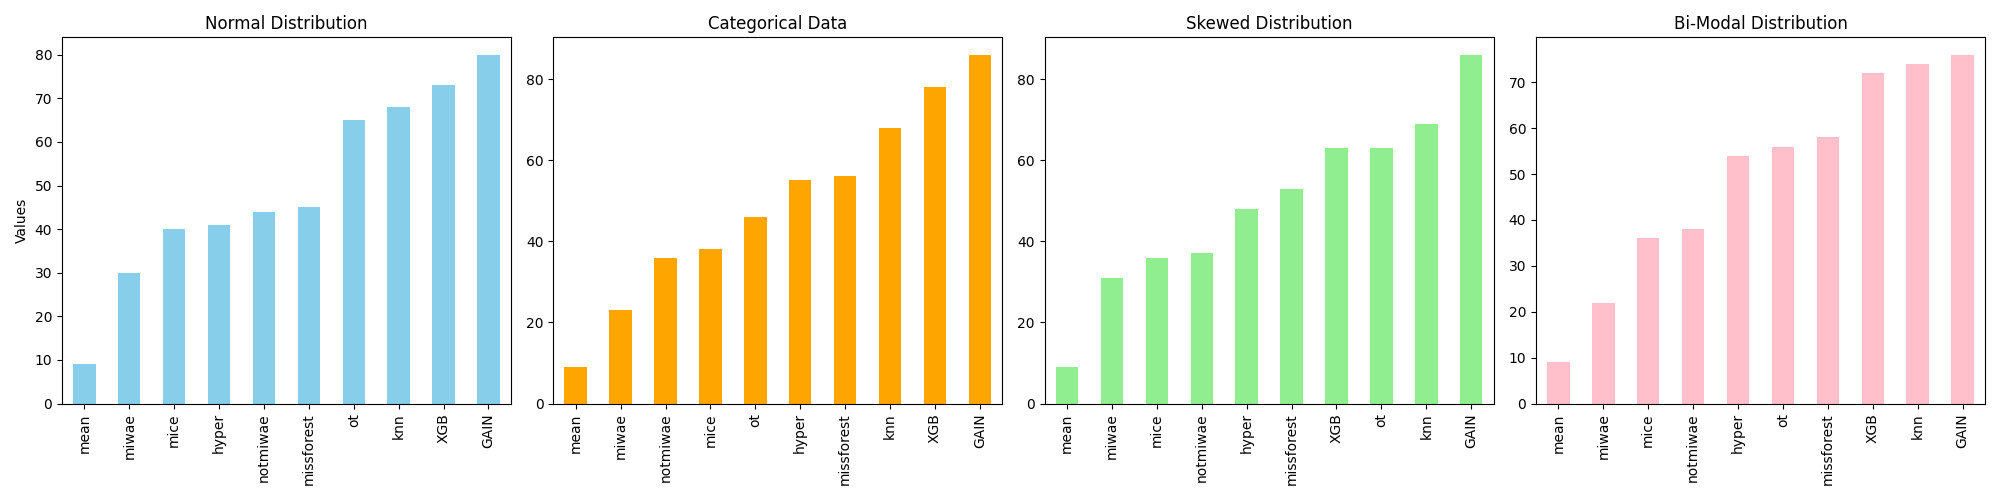 Normal Distribution
Values
80
70
60
50
40
30
20
10
0
mean
miwae
mice
hyper
notmiwae
missforest
ot
knn
XGB
GAIN
Categorical Data
80
60
40
20
0
mean
miwae
notmiwae
mice
ot
hyper
missforest
knn
XGB
GAIN
Skewed Distribution
80
60
40
20
0
mean
miwae
mice
notmiwae
hyper
missforest
XGB
ot
knn
GAIN
Bi-Modal Distribution
70
60
50
40
30
20
10
0
mean
miwae
mice
notmiwae
hyper
ot
missforest
XGB
knn
GAIN